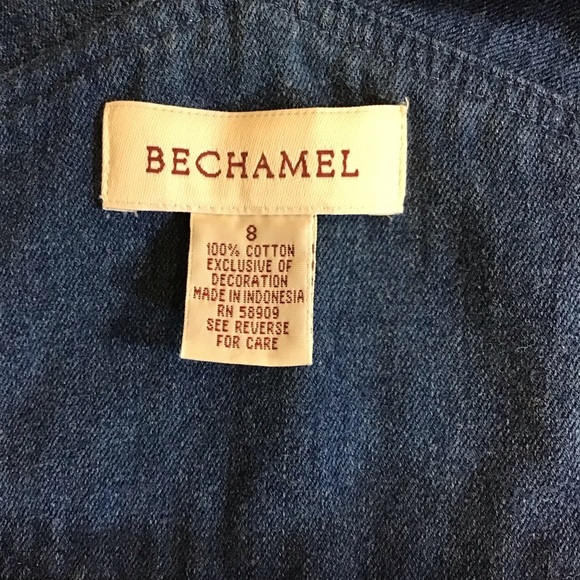 BECHAMEL
8
100% COTTON
EXCLUSIVE OF
DECORATION
MADE IN INDONESIA
RN 58909
SEE REVERSE
FOR CARE